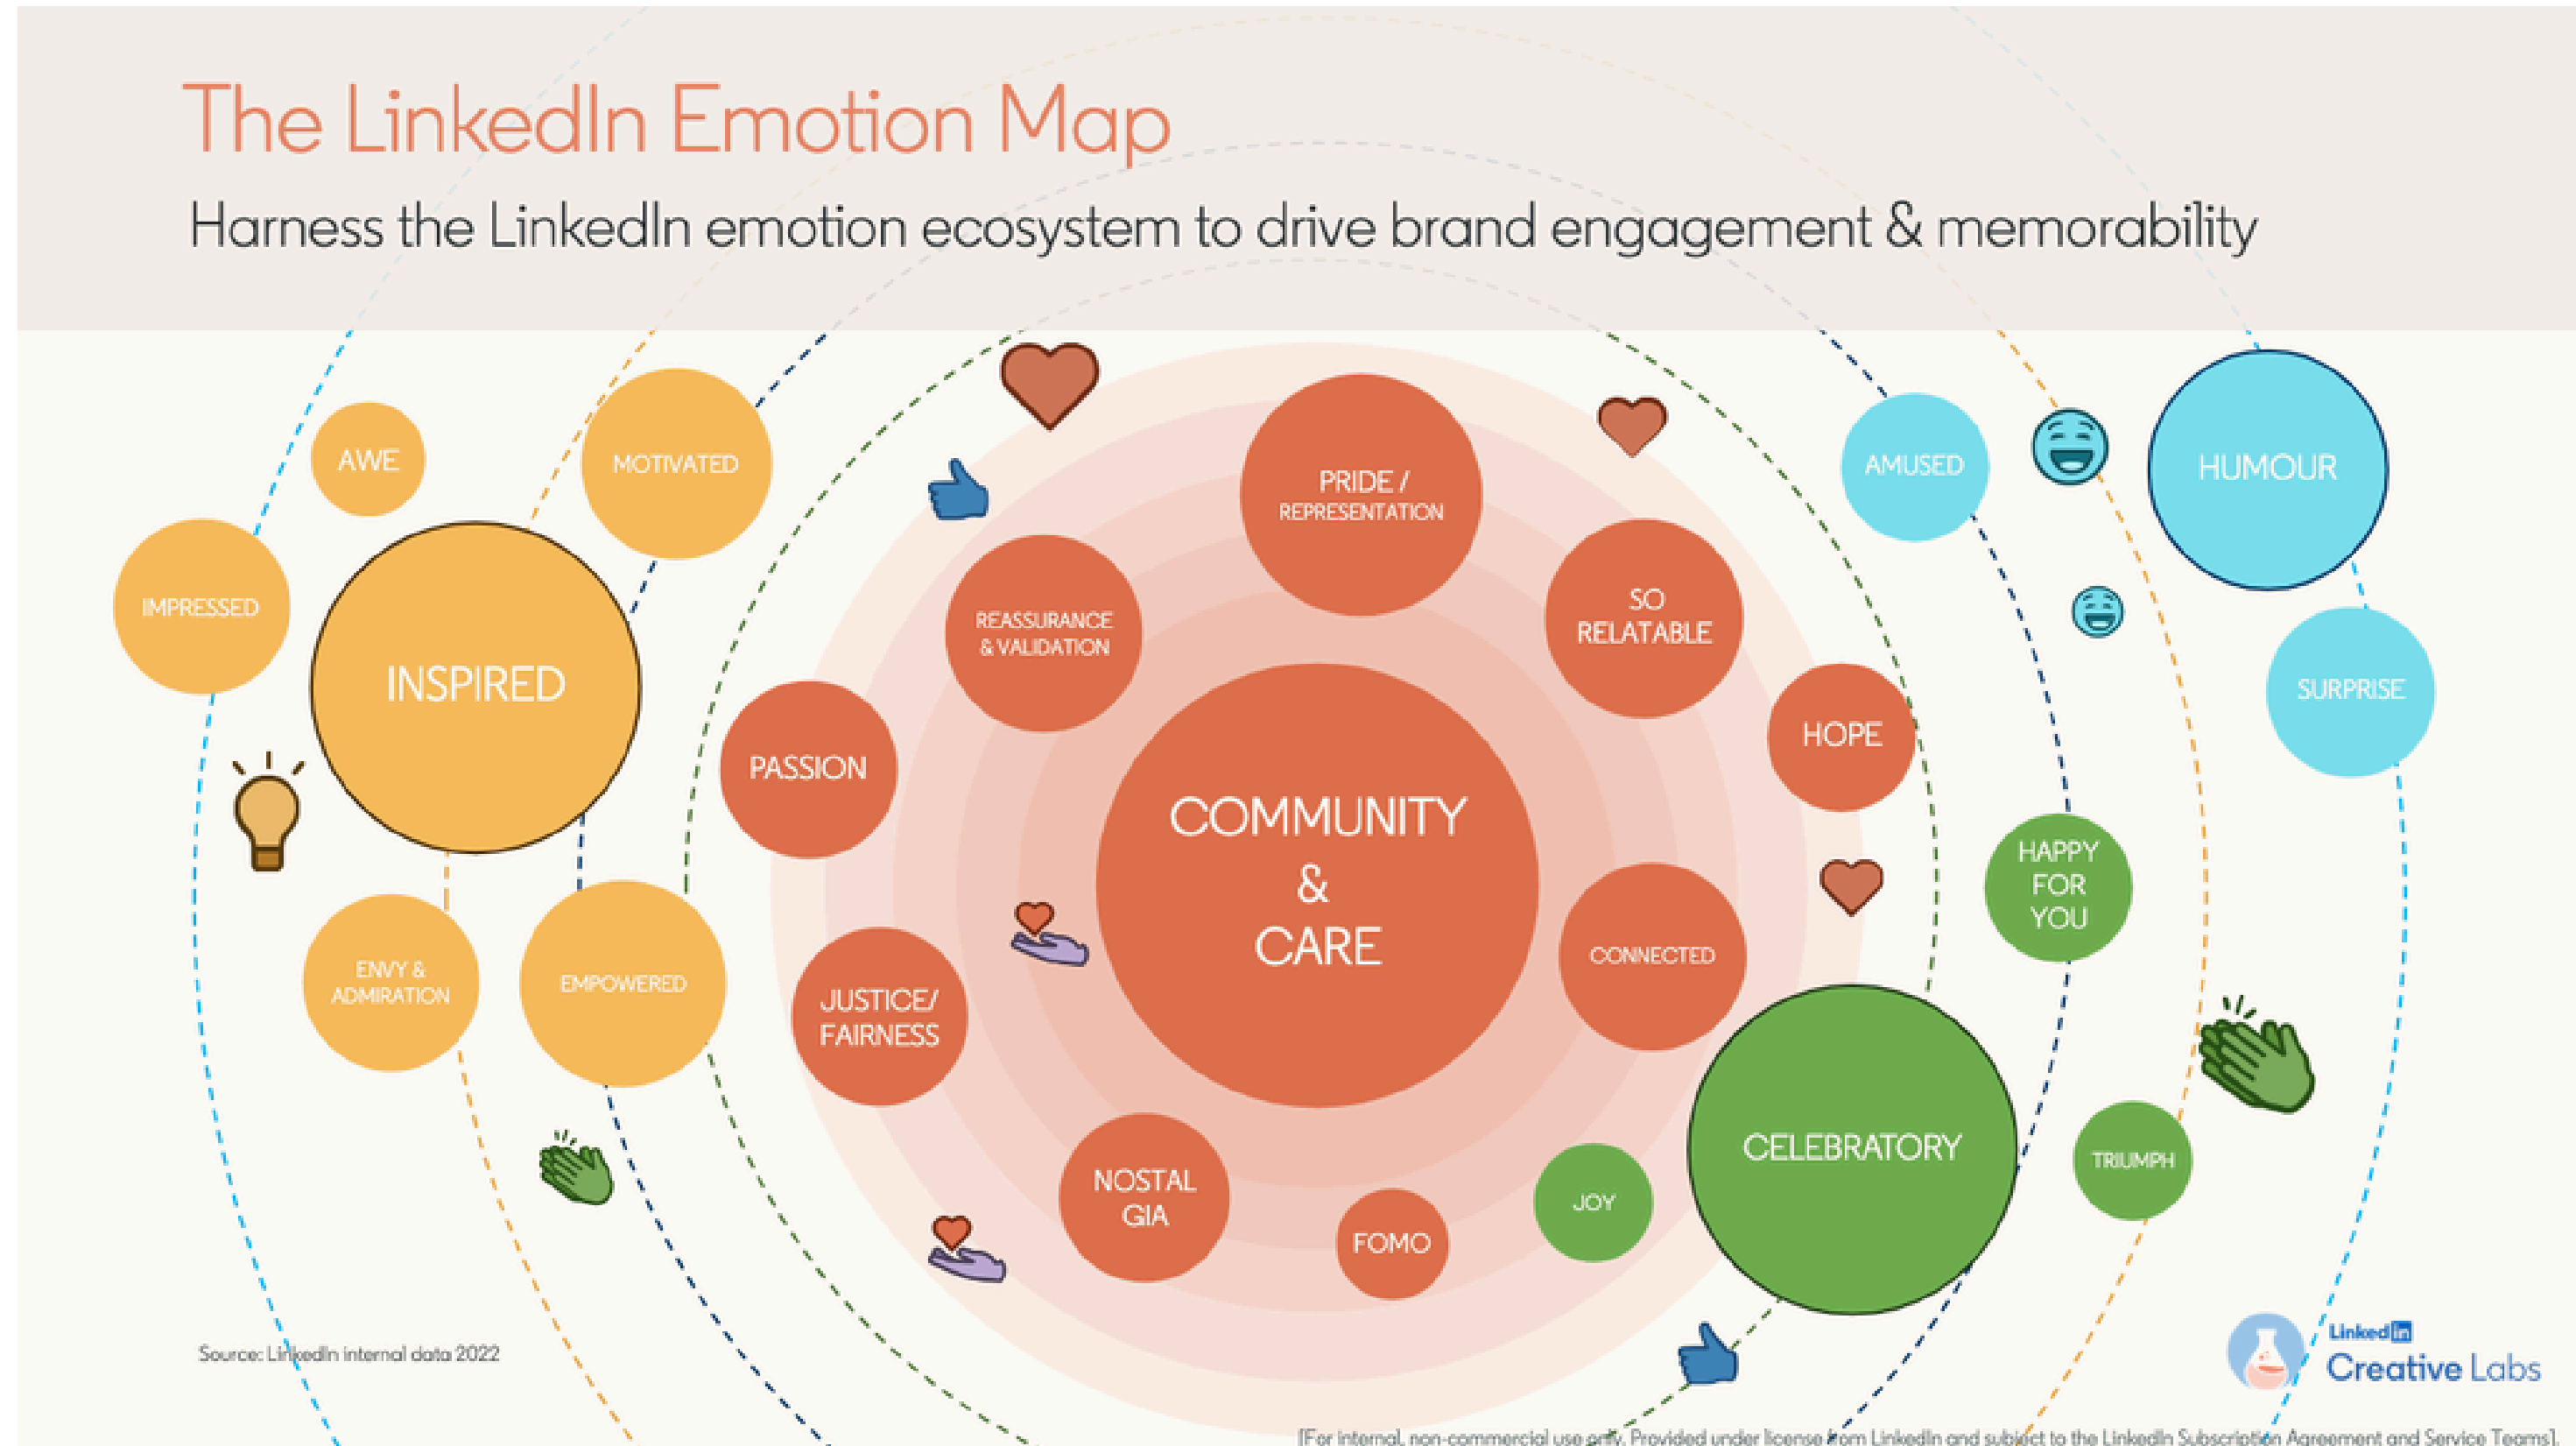 The LinkedIn Emotion Map
Harness the LinkedIn emotion ecosystem to drive brand engagement & memorability
AWE
MOTIVATED
IMPRESSED
INSPIRED
ENVY &
ADMIRATION
EMPOWERED
PRIDE /
REPRESENTATION
REASSURANCE
& VALIDATION
SO
RELATABLE
PASSION
HOPE
COMMUNITY
&
CARE
JUSTICE/
FAIRNESS
CONNECTED
NOSTAL
GIA
FOMO
AMUSED
HUMOUR
SURPRISE
HAPPY
FOR
YOU
CELEBRATORY
JOY
TRIUMPH
Source: LinkedIn internal data 2022
Linked in
Creative Labs
[For internal, non-commercial use only. Provided under license from LinkedIn and subject to the LinkedIn Subscription Agreement and Service Teams].